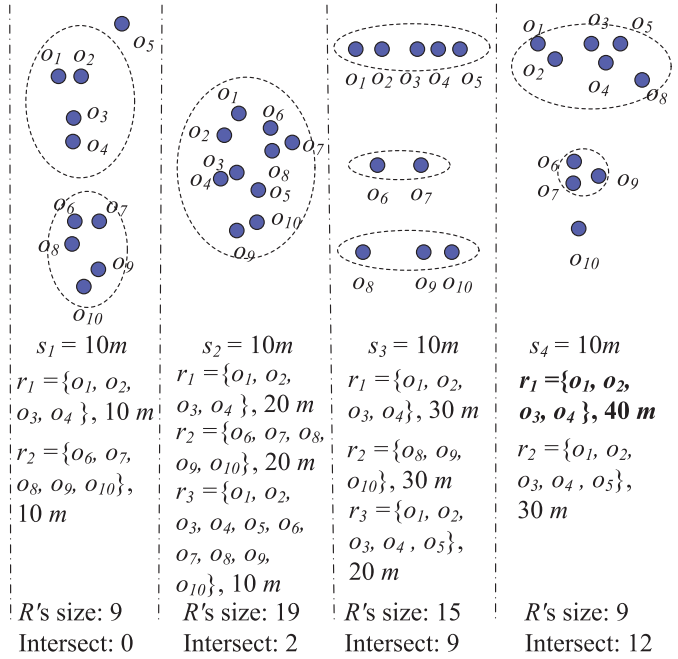 o1 o2 o5
o3
o4
o6 o7
o8
o9
o10
s1 = 10m
r1 ={o1, o2,
o3, o4 }, 10 m
r2 ={o6, o7,
o8, o9, o10},
10 m
R's size: 9
Intersect: 0
o1 o6
o2 o7
o3 o8
o4 o5
o10
o9
s2 = 10m
r1 ={o1, o2,
o3, o4 }, 20 m
r2 ={o6, o7, o8,
o9, o10}, 20 m
r3 ={o1, o2,
o3, o4, o5, o6,
o7, o8, o9,
o10}, 10 m
R's size: 19
Intersect: 2
o1 o2 o3 o4 o5
o6 o7
o8 o9 o10
s3 = 10m
r1 ={o1, o2,
o3, o4}, 30 m
r2 ={o8, o9,
o10}, 30 m
r3 ={o1, o2,
o3, o4 , o5},
20 m
R's size: 15
Intersect: 9
o1 o3 o5
o2 o4 o8
o6
o7 o9
o10
s4 = 10m
r1 ={o1, o2,
o3, o4 }, 40 m
r2 ={o1, o2,
o3, o4 , o5},
30 m
R's size: 9
Intersect: 12